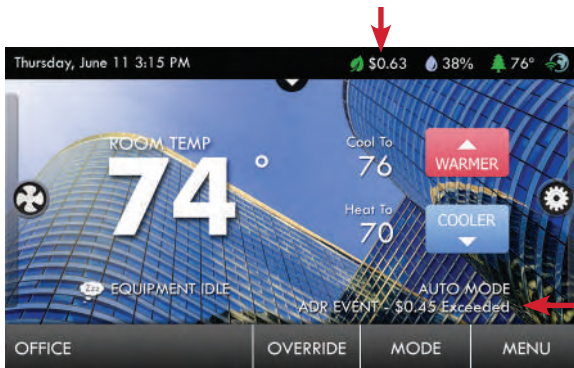 Thursday, June 11 3:15 PM $0.63 38% 76°
ROOM TEMP
74°
Cool To
76
WARMER
Heat To
70
COOLER
Zzz EQUIPMENT IDLE
AUTO MODE
ADR EVENT - $0.45 Exceeded
OFFICE OVERRIDE MODE MENU